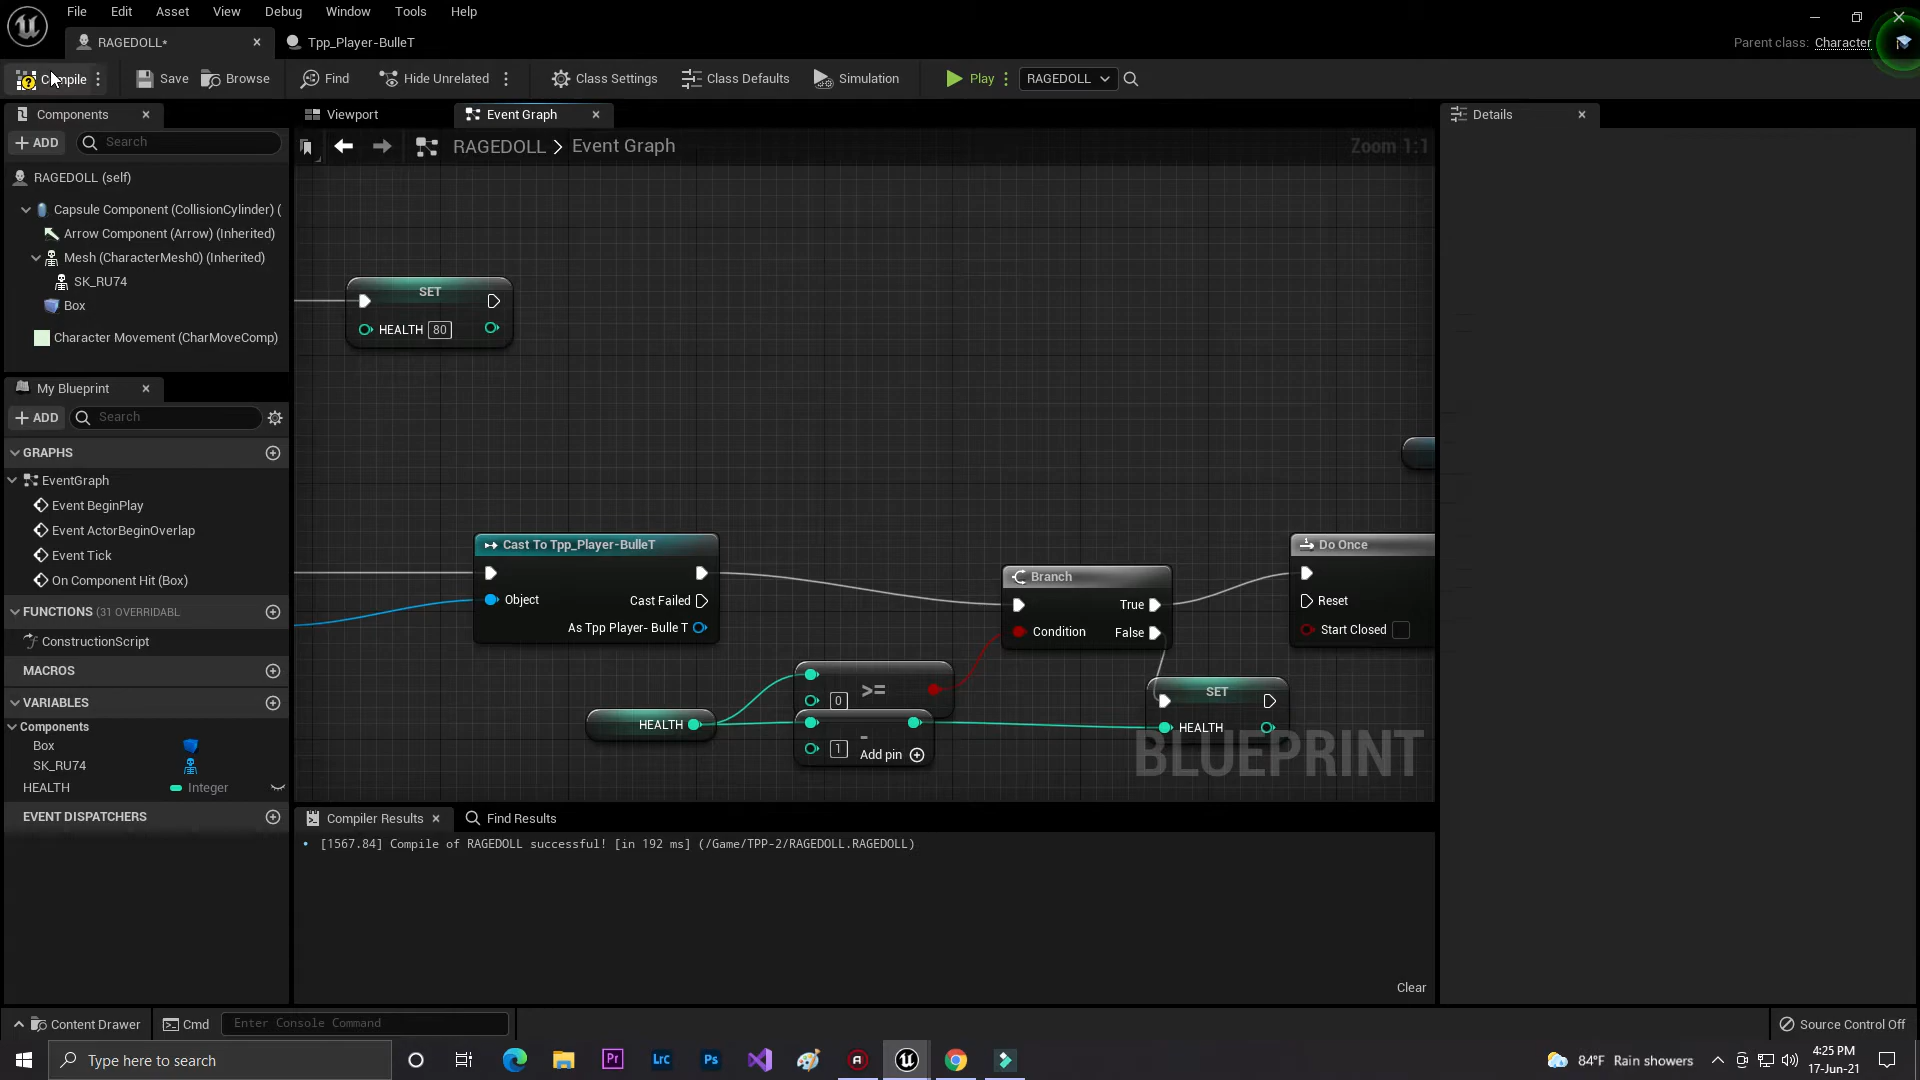 File Edit Asset View Debug Window Tools Help
RAGEDOLL* Tpp_Player-BulleT
Parent class: Character
Compile Save Browse Find Hide Unrelated Class Settings Class Defaults Simulation Play RAGEDOLL
Components Viewport Event Graph Details
ADD Search
RAGEDOLL > Event Graph
Zoom 1:1
RAGEDOLL (self)
Capsule Component (CollisionCylinder) (
Arrow Component (Arrow) (Inherited)
Mesh (CharacterMesh0) (Inherited)
SK_RU74
Box
Character Movement (CharMoveComp)
SET
HEALTH 80
My Blueprint
ADD Search
GRAPHS
EventGraph
Event BeginPlay
Event ActorBeginOverlap
Event Tick
On Component Hit (Box)
FUNCTIONS (31 OVERRIDABL
ConstructionScript
MACROS
VARIABLES
Components
Box
SK_RU74
HEALTH Integer
EVENT DISPATCHERS
Cast To Tpp_Player-BulleT
Object
Cast Failed
As Tpp Player- Bulle T
Branch
True
Condition
False
Do Once
Reset
Start Closed
HEALTH
>=
0
-
1
Add pin
SET
HEALTH
BLUEPRINT
Compiler Results Find Results
[1567.84] Compile of RAGEDOLL successful! [in 192 ms] (/Game/TPP-2/RAGEDOLL.RAGEDOLL)
Clear
Content Drawer Cmd Enter Console Command Source Control Off
Type here to search
Pr Lrc Ps
84°F Rain showers
4:25 PM
17-Jun-21